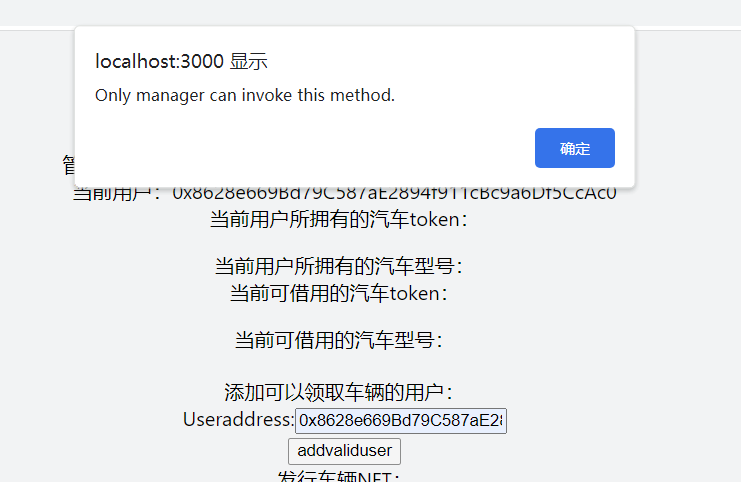 localhost:3000 显示
Only manager can invoke this method.
确定
管
当前用户：0x8628e669Bd79C587aE2894f911cBc9a6Df5CcAc0
当前用户所拥有的汽车token：
当前用户所拥有的汽车型号：
当前可借用的汽车token：
当前可借用的汽车型号：
添加可以领取车辆的用户：
Useraddress:0x8628e669Bd79C587aE28
addvaliduser
发行车辆NFT：